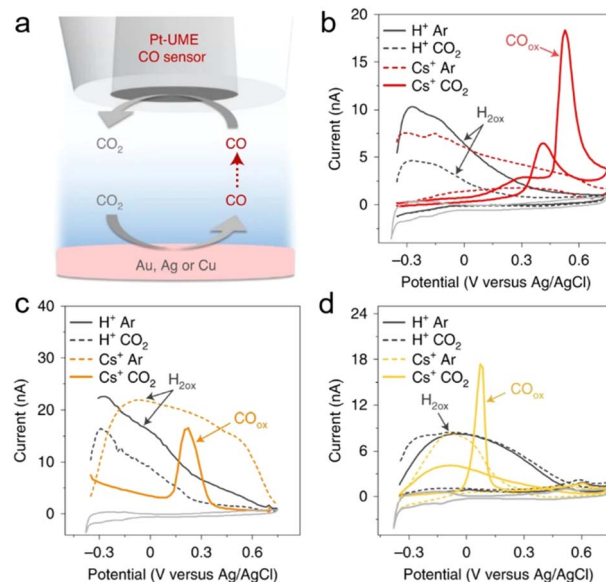 a
Pt-UME
CO sensor
CO₂
CO
CO₂
CO
Au, Ag or Cu
b
H⁺ Ar
H⁺ CO₂
Cs⁺ Ar
Cs⁺ CO₂
COₒₓ
H₂ₒₓ
Current (nA)
20
15
10
5
0
−0.3
0
0.3
0.6
Potential (V versus Ag/AgCl)
c
H⁺ Ar
H⁺ CO₂
Cs⁺ Ar
Cs⁺ CO₂
H₂ₒₓ
COₒₓ
Current (nA)
40
30
20
10
0
−0.3
0
0.3
0.6
Potential (V versus Ag/AgCl)
d
H⁺ Ar
H⁺ CO₂
Cs⁺ Ar
Cs⁺ CO₂
COₒₓ
H₂ₒₓ
Current (nA)
24
18
12
6
0
−0.3
0
0.3
0.6
Potential (V versus Ag/AgCl)